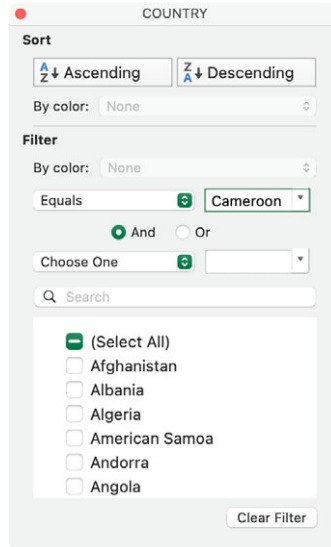 COUNTRY
Sort
A Z Ascending
Z A Descending
By color: None
Filter
By color: None
Equals Cameroon
And Or
Choose One
Search
(Select All)
Afghanistan
Albania
Algeria
American Samoa
Andorra
Angola
Clear Filter